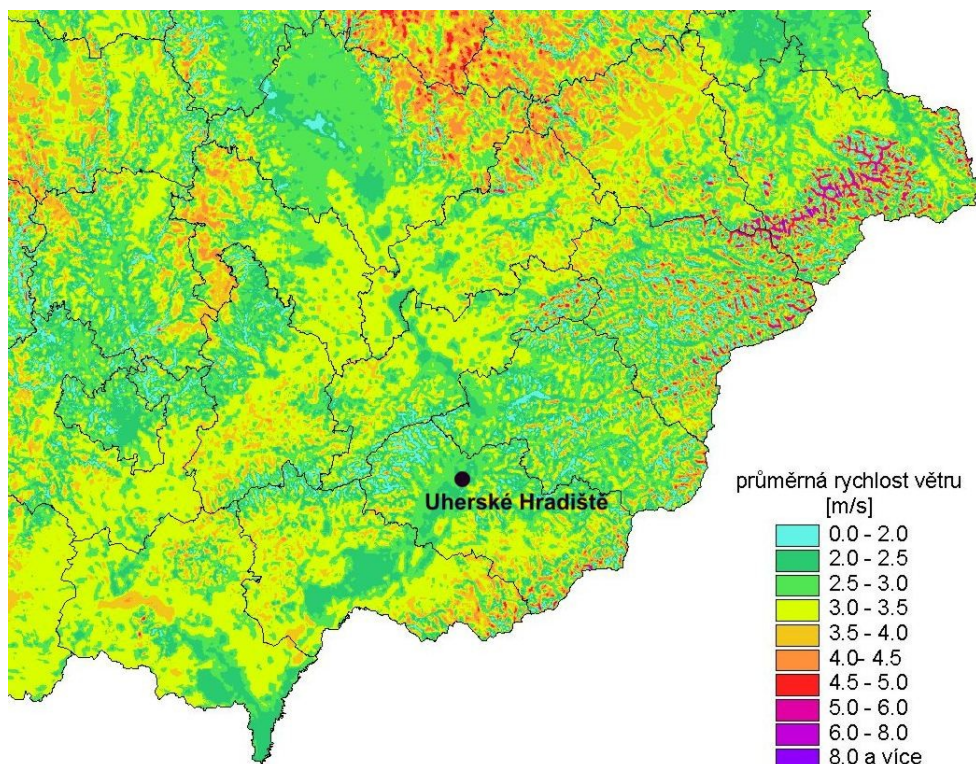 Uherské Hradiště
průměrná rychlost větru
[m/s]
0.0 - 2.0
2.0 - 2.5
2.5 - 3.0
3.0 - 3.5
3.5 - 4.0
4.0- 4.5
4.5 - 5.0
5.0 - 6.0
6.0 - 8.0
8.0 a více